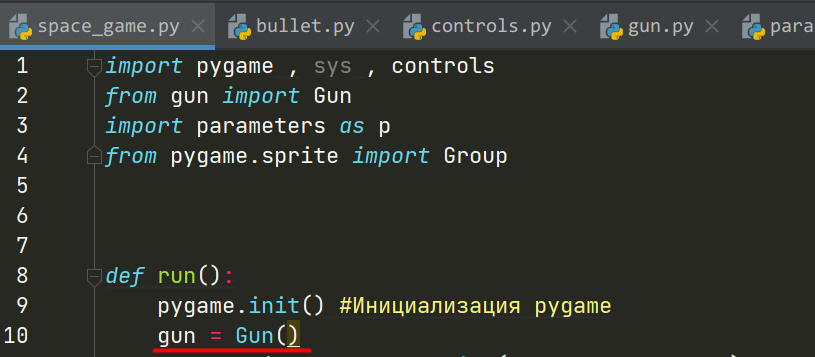 space_game.py bullet.py controls.py gun.py para
1 import pygame , sys , controls
2 from gun import Gun
3 import parameters as p
4 from pygame.sprite import Group
5
6
7
8 def run():
9 pygame.init() #Инициализация pygame
10 gun = Gun()